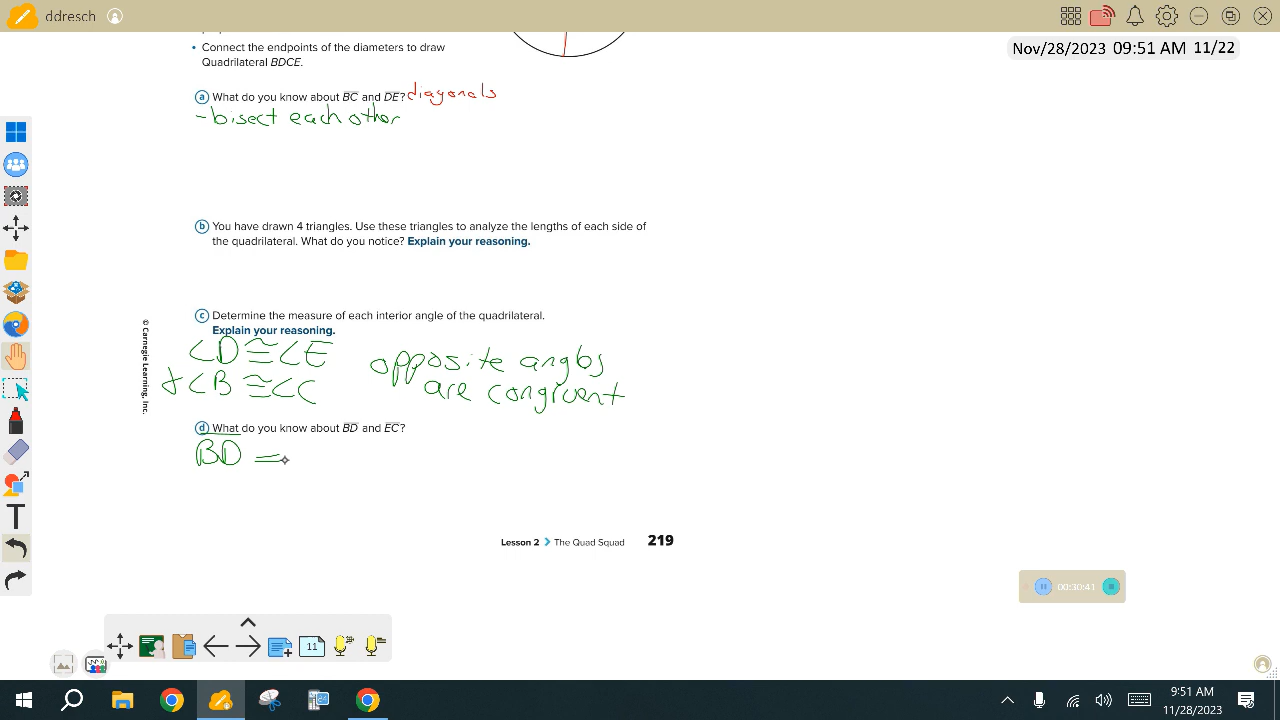 ddresch
Nov/28/2023 09:51 AM 11/22
• Connect the endpoints of the diameters to draw
Quadrilateral BDCE.
a What do you know about B̅C̅ and D̅E̅? diagonals
- bisect each other
b You have drawn 4 triangles. Use these triangles to analyze the lengths of each side of
the quadrilateral. What do you notice? Explain your reasoning.
c Determine the measure of each interior angle of the quadrilateral.
Explain your reasoning.
∠D ≅ ∠E opposite angles
+ ∠B ≅ ∠C are congruent
d What do you know about B̅D̅ and E̅C̅?
B̅D̅ =
© Carnegie Learning, Inc.
Lesson 2 > The Quad Squad 219
00:30:41
11
9:51 AM
11/28/2023